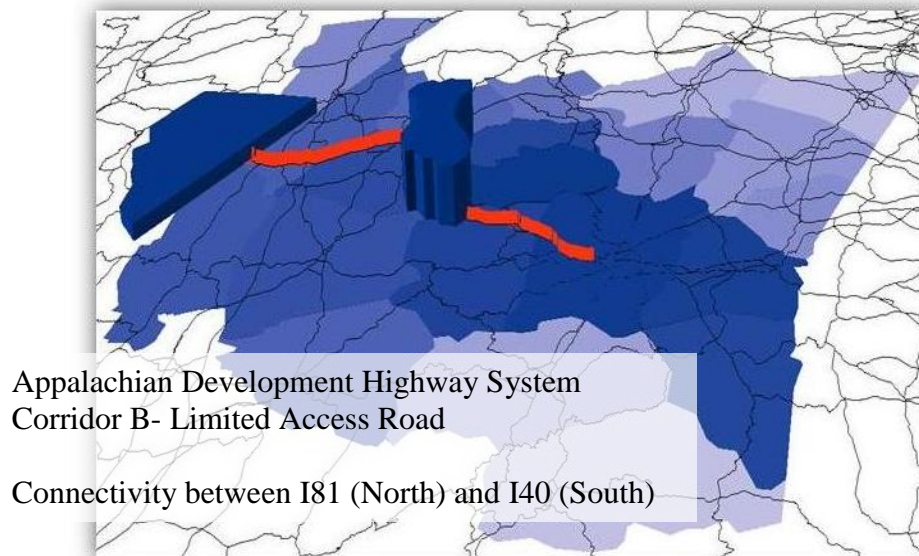 Appalachian Development Highway System
Corridor B- Limited Access Road
Connectivity between I81 (North) and I40 (South)